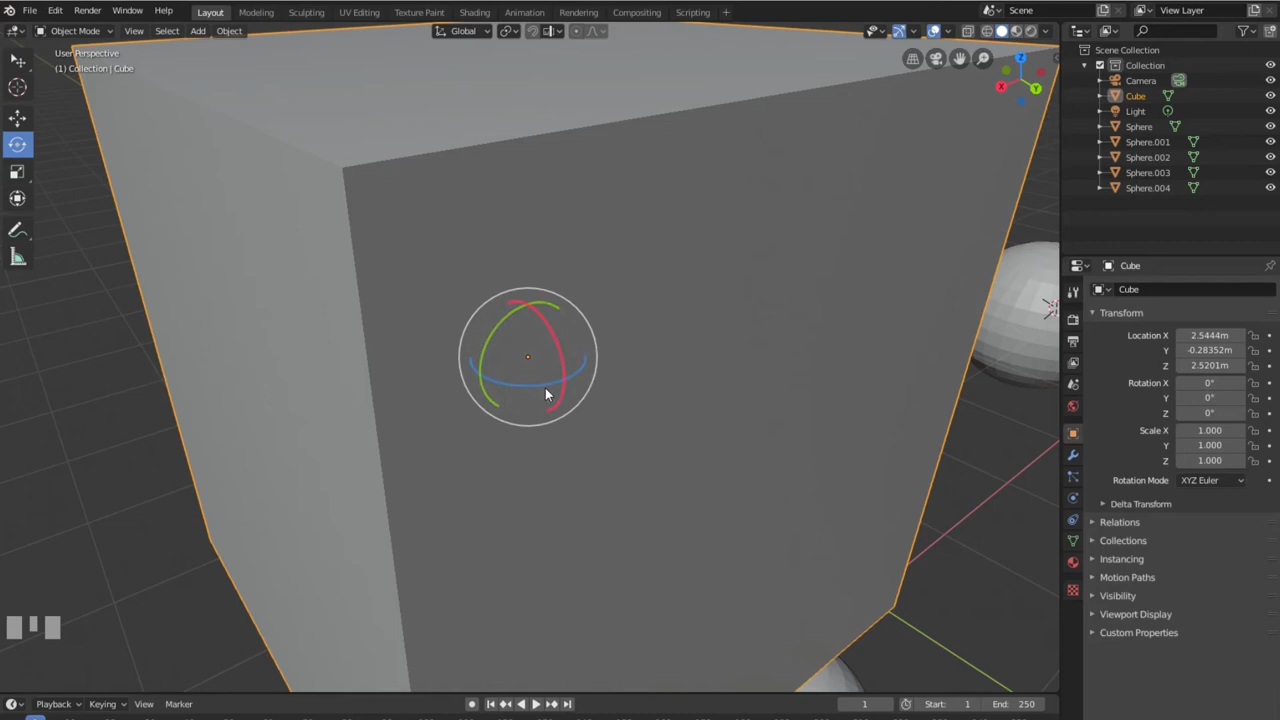 File Edit Render Window Help Layout Modeling Sculpting UV Editing Texture Paint Shading Animation Rendering Compositing Scripting + Scene View Layer
Object Mode View Select Add Object Global
User Perspective
(1) Collection | Cube
Z
X
Y
Scene Collection
Collection
Camera
Cube
Light
Sphere
Sphere.001
Sphere.002
Sphere.003
Sphere.004
Cube
Cube
Transform
Location X 2.5444m
Y -0.28352m
Z 2.5201m
Rotation X 0°
Y 0°
Z 0°
Scale X 1.000
Y 1.000
Z 1.000
Rotation Mode XYZ Euler
Delta Transform
Relations
Collections
Instancing
Motion Paths
Visibility
Viewport Display
Custom Properties
Playback Keying View Marker 1 Start: 1 End: 250